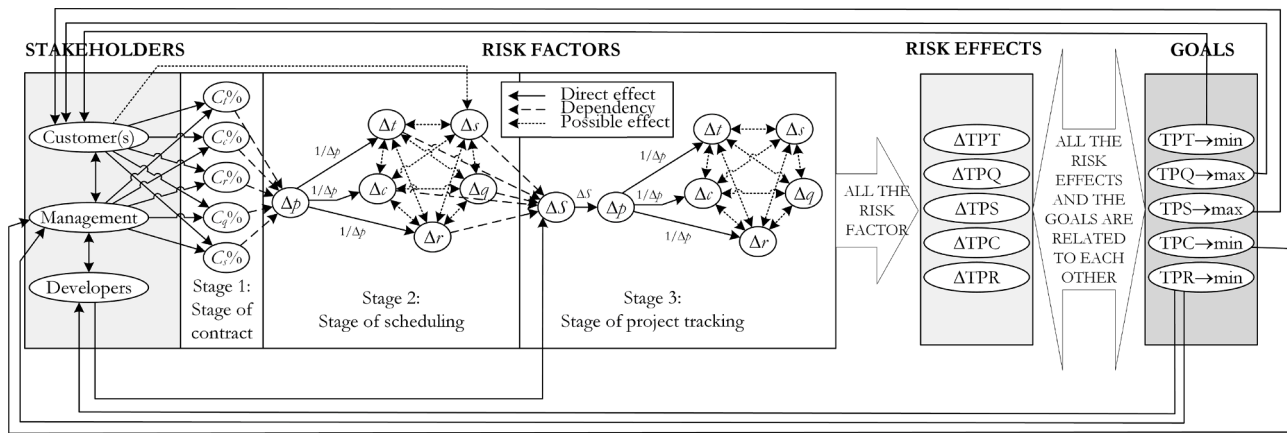 STAKEHOLDERS
RISK FACTORS
RISK EFFECTS
GOALS
Customer(s)
Management
Developers
Cₜ%
C꜀%
Cᵣ%
C_q%
Cₛ%
Stage 1:
Stage of
contract
Δp
1/Δp
1/Δp
1/Δp
Δt
Δs
Δc
Δq
Δr
Stage 2:
Stage of scheduling
Direct effect
Dependency
Possible effect
ΔS
ΔS
Δp
1/Δp
1/Δp
1/Δp
Δt
Δs
Δc
Δq
Δr
Stage 3:
Stage of project tracking
ALL THE
RISK
FACTOR
ΔTPT
ΔTPQ
ΔTPS
ΔTPC
ΔTPR
ALL THE
RISK
EFFECTS
AND THE
GOALS ARE
RELATED
TO EACH
OTHER
TPT→min
TPQ→max
TPS→max
TPC→min
TPR→min